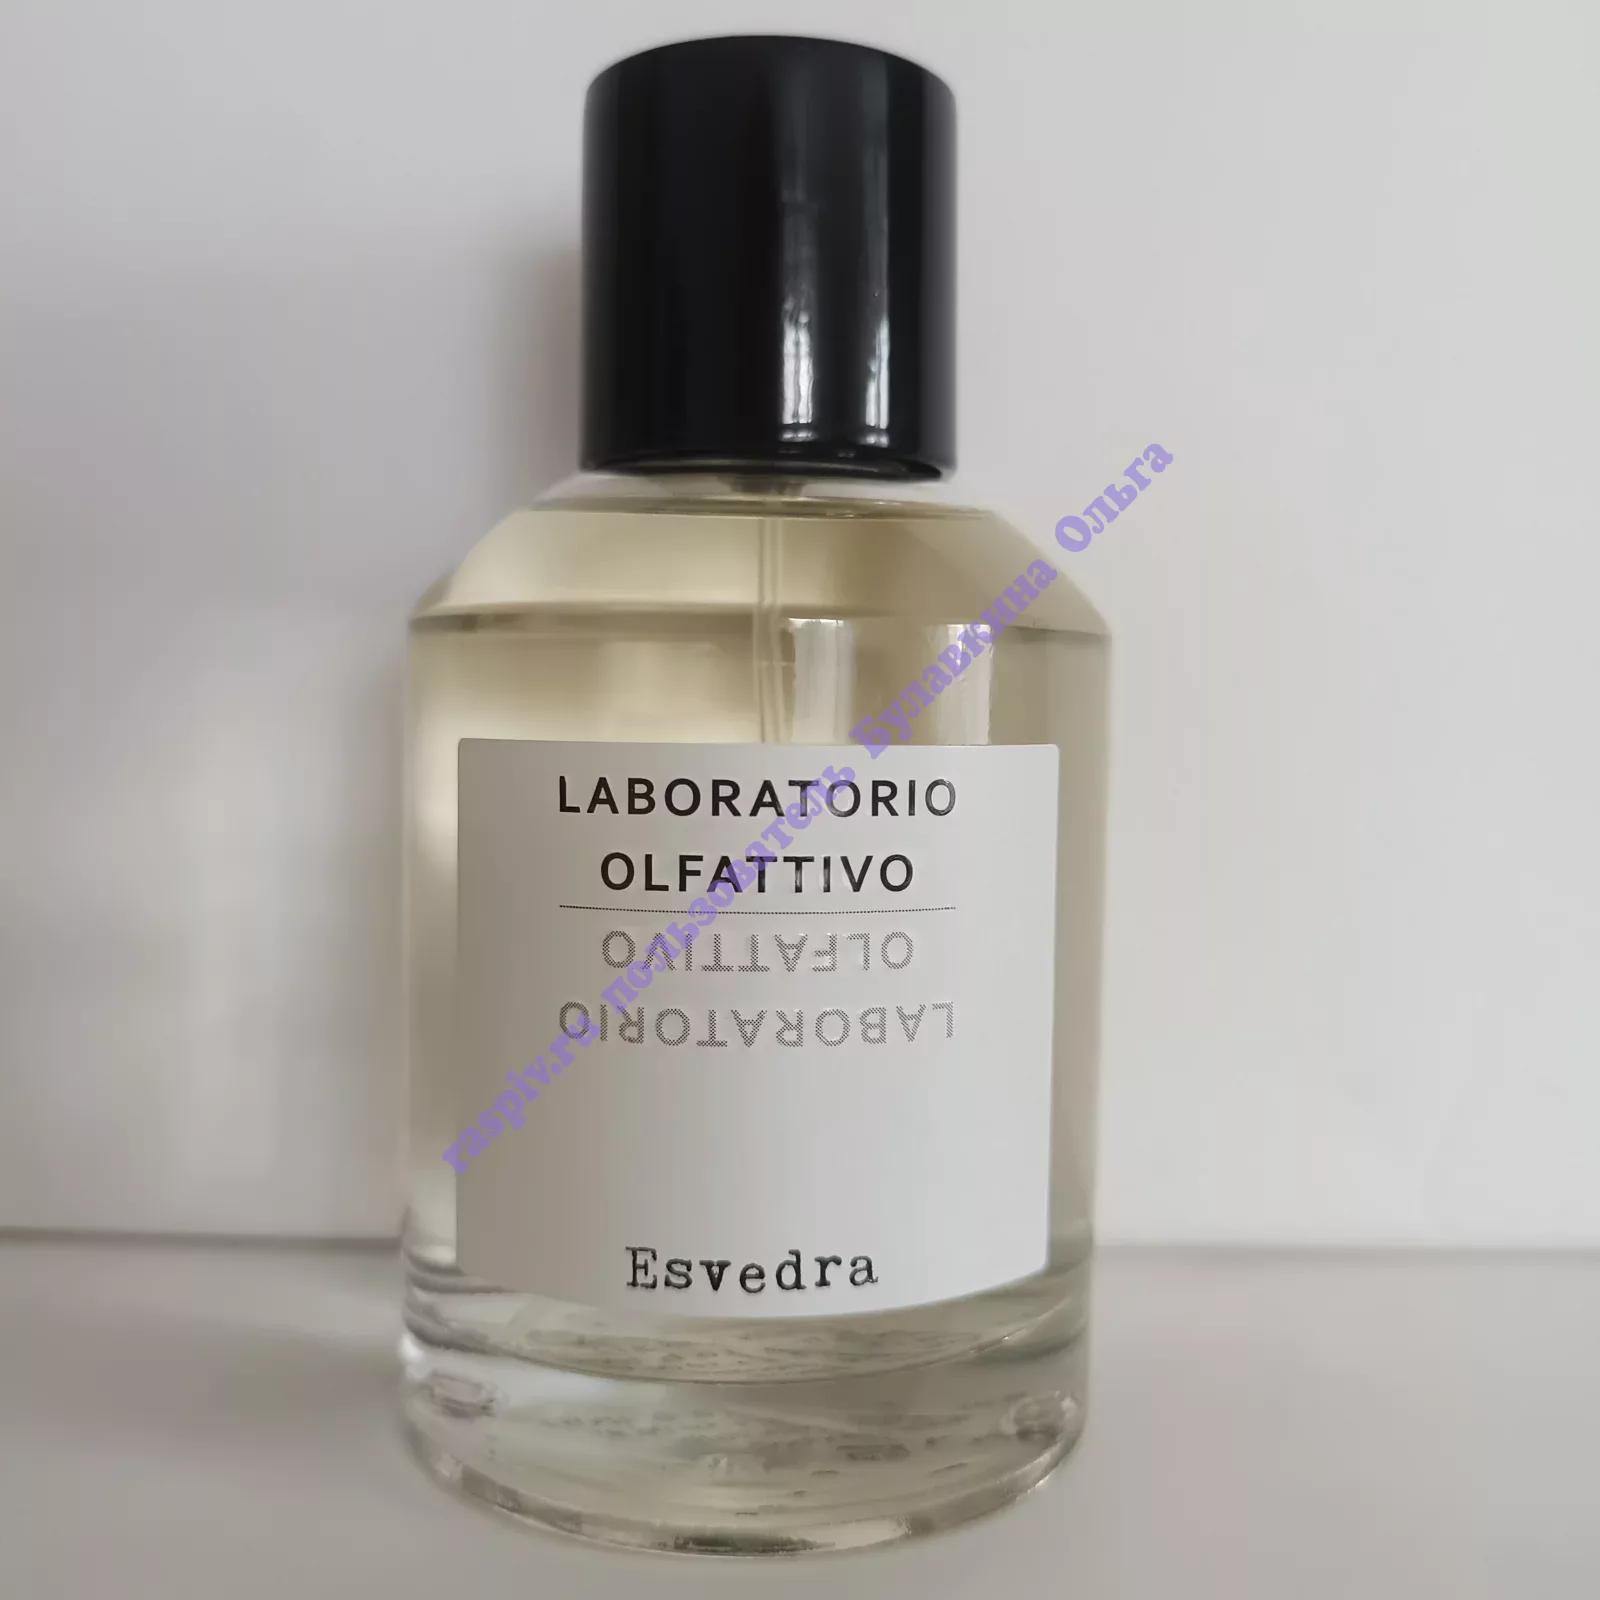 LABORATORIO
OLFATTIVO
OLFATTIVO
LABORATORIO
Esvedra
raspiv.ru пользователь Булавкина Ольга